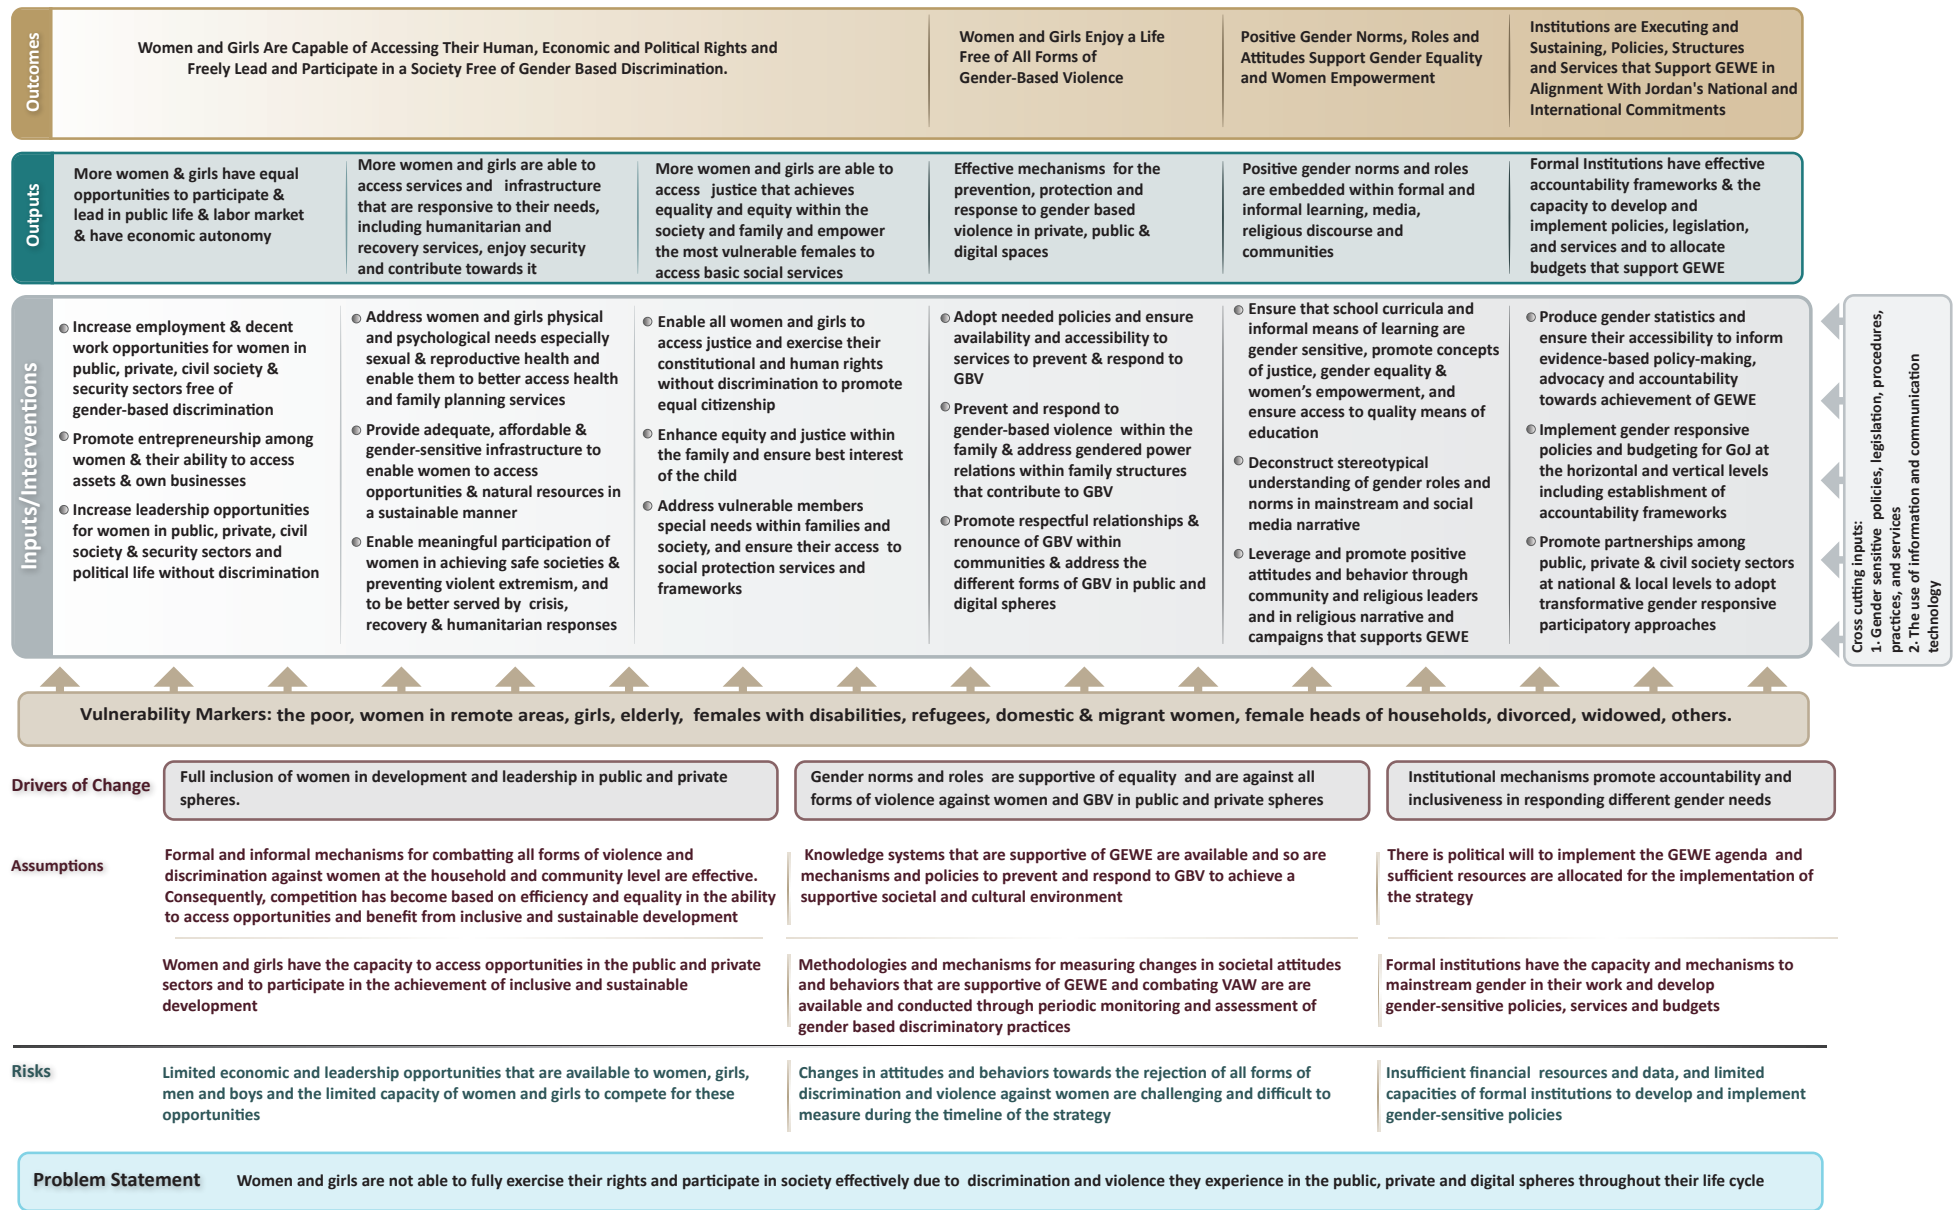 Outcomes
Women and Girls Are Capable of Accessing Their Human, Economic and Political Rights and
Freely Lead and Participate in a Society Free of Gender Based Discrimination.
Women and Girls Enjoy a Life
Free of All Forms of
Gender-Based Violence
Positive Gender Norms, Roles and
Attitudes Support Gender Equality
and Women Empowerment
Institutions are Executing and
Sustaining, Policies, Structures
and Services that Support GEWE in
Alignment With Jordan's National and
International Commitments
Outputs
More women & girls have equal
opportunities to participate &
lead in public life & labor market
& have economic autonomy
More women and girls are able to
access services and infrastructure
that are responsive to their needs,
including humanitarian and
recovery services, enjoy security
and contribute towards it
More women and girls are able to
access justice that achieves
equality and equity within the
society and family and empower
the most vulnerable females to
access basic social services
Effective mechanisms for the
prevention, protection and
response to gender based
violence in private, public &
digital spaces
Positive gender norms and roles
are embedded within formal and
informal learning, media,
religious discourse and
communities
Formal Institutions have effective
accountability frameworks & the
capacity to develop and
implement policies, legislation,
and services and to allocate
budgets that support GEWE
Inputs/Interventions
Increase employment & decent
work opportunities for women in
public, private, civil society &
security sectors free of
gender-based discrimination
Promote entrepreneurship among
women & their ability to access
assets & own businesses
Increase leadership opportunities
for women in public, private, civil
society & security sectors and
political life without discrimination
Address women and girls physical
and psychological needs especially
sexual & reproductive health and
enable them to better access health
and family planning services
Provide adequate, affordable &
gender-sensitive infrastructure to
enable women to access
opportunities & natural resources in
a sustainable manner
Enable meaningful participation of
women in achieving safe societies &
preventing violent extremism, and
to be better served by crisis,
recovery & humanitarian responses
Enable all women and girls to
access justice and exercise their
constitutional and human rights
without discrimination to promote
equal citizenship
Enhance equity and justice within
the family and ensure best interest
of the child
Address vulnerable members
special needs within families and
society, and ensure their access to
social protection services and
frameworks
Adopt needed policies and ensure
availability and accessibility to
services to prevent & respond to
GBV
Prevent and respond to
gender-based violence within the
family & address gendered power
relations within family structures
that contribute to GBV
Promote respectful relationships &
renounce of GBV within
communities & address the
different forms of GBV in public and
digital spheres
Ensure that school curricula and
informal means of learning are
gender sensitive, promote concepts
of justice, gender equality &
women's empowerment, and
ensure access to quality means of
education
Deconstruct stereotypical
understanding of gender roles and
norms in mainstream and social
media narrative
Leverage and promote positive
attitudes and behavior through
community and religious leaders
and in religious narrative and
campaigns that supports GEWE
Produce gender statistics and
ensure their accessibility to inform
evidence-based policy-making,
advocacy and accountability
towards achievement of GEWE
Implement gender responsive
policies and budgeting for GoJ at
the horizontal and vertical levels
including establishment of
accountability frameworks
Promote partnerships among
public, private & civil society sectors
at national & local levels to adopt
transformative gender responsive
participatory approaches
Cross cutting inputs:
1- Gender sensitive policies, legislation, procedures,
practices, and services
2- The use of information and communication
technology
Vulnerability Markers: the poor, women in remote areas, girls, elderly, females with disabilities, refugees, domestic & migrant women, female heads of households, divorced, widowed, others.
Drivers of Change
Full inclusion of women in development and leadership in public and private
spheres.
Gender norms and roles are supportive of equality and are against all
forms of violence against women and GBV in public and private spheres
Institutional mechanisms promote accountability and
inclusiveness in responding different gender needs
Assumptions
Formal and informal mechanisms for combatting all forms of violence and
discrimination against women at the household and community level are effective.
Consequently, competition has become based on efficiency and equality in the ability
to access opportunities and benefit from inclusive and sustainable development
Knowledge systems that are supportive of GEWE are available and so are
mechanisms and policies to prevent and respond to GBV to achieve a
supportive societal and cultural environment
There is political will to implement the GEWE agenda and
sufficient resources are allocated for the implementation of
the strategy
Women and girls have the capacity to access opportunities in the public and private
sectors and to participate in the achievement of inclusive and sustainable
development
Methodologies and mechanisms for measuring changes in societal attitudes
and behaviors that are supportive of GEWE and combating VAW are are
available and conducted through periodic monitoring and assessment of
gender based discriminatory practices
Formal institutions have the capacity and mechanisms to
mainstream gender in their work and develop
gender-sensitive policies, services and budgets
Risks
Limited economic and leadership opportunities that are available to women, girls,
men and boys and the limited capacity of women and girls to compete for these
opportunities
Changes in attitudes and behaviors towards the rejection of all forms of
discrimination and violence against women are challenging and difficult to
measure during the timeline of the strategy
Insufficient financial resources and data, and limited
capacities of formal institutions to develop and implement
gender-sensitive policies
Problem Statement
Women and girls are not able to fully exercise their rights and participate in society effectively due to discrimination and violence they experience in the public, private and digital spheres throughout their life cycle